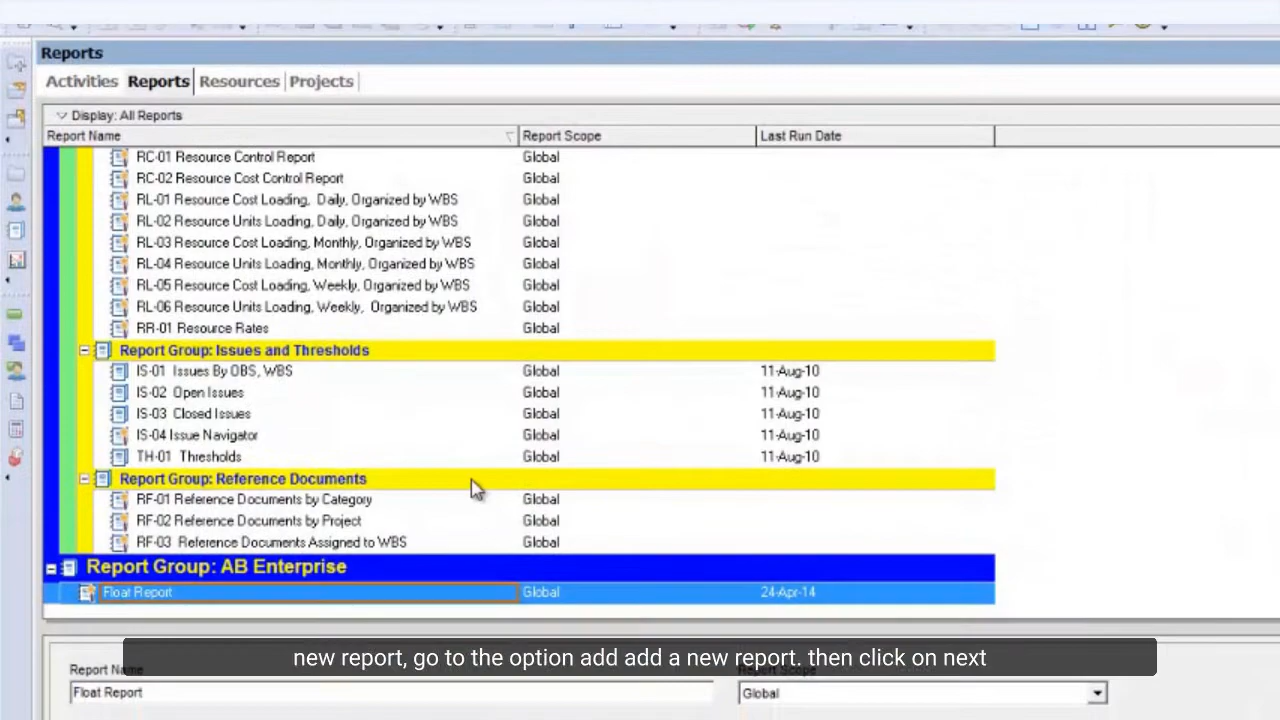 Reports
Activities Reports Resources Projects
Display: All Reports
Report Name Report Scope Last Run Date
RC-01 Resource Control Report Global
RC-02 Resource Cost Control Report Global
RL-01 Resource Cost Loading, Daily, Organized by WBS Global
RL-02 Resource Units Loading, Daily, Organized by WBS Global
RL-03 Resource Cost Loading, Monthly, Organized by WBS Global
RL-04 Resource Units Loading, Monthly, Organized by WBS Global
RL-05 Resource Cost Loading, Weekly, Organized by WBS Global
RL-06 Resource Units Loading, Weekly, Organized by WBS Global
RR-01 Resource Rates Global
Report Group: Issues and Thresholds
IS-01 Issues By OBS, WBS Global 11-Aug-10
IS-02 Open Issues Global 11-Aug-10
IS-03 Closed Issues Global 11-Aug-10
IS-04 Issue Navigator Global 11-Aug-10
TH-01 Thresholds Global 11-Aug-10
Report Group: Reference Documents
RF-01 Reference Documents by Category Global
RF-02 Reference Documents by Project Global
RF-03 Reference Documents Assigned to WBS Global
Report Group: AB Enterprise
Float Report Global 24-Apr-14
new report, go to the option add add a new report, then click on next
Report Name Report Scope
Float Report Global